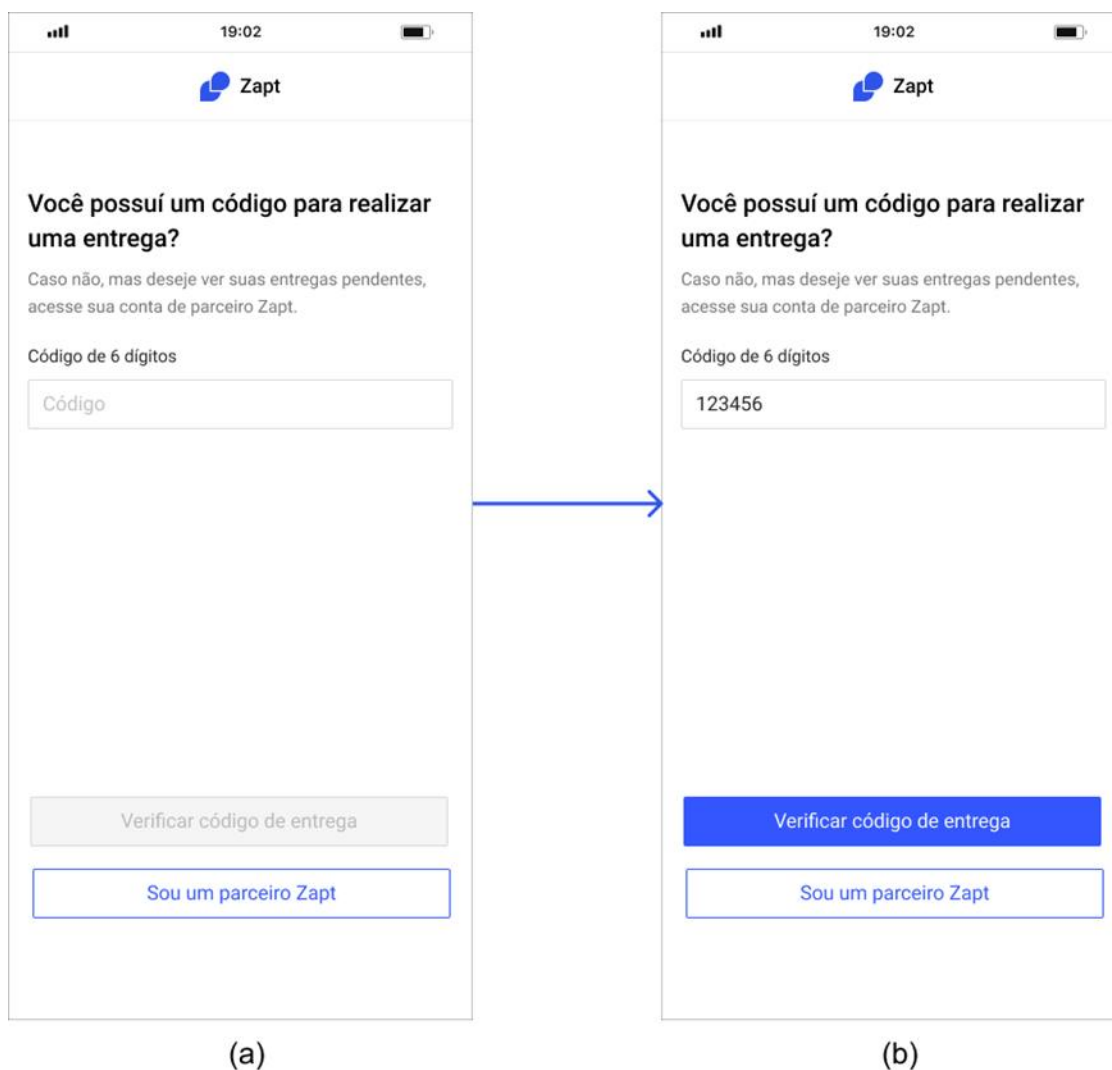 19:02
Zapt
Você possuí um código para realizar
uma entrega?
Caso não, mas deseje ver suas entregas pendentes,
acesse sua conta de parceiro Zapt.
Código de 6 dígitos
Código
Verificar código de entrega
Sou um parceiro Zapt
(a)
19:02
Zapt
Você possuí um código para realizar
uma entrega?
Caso não, mas deseje ver suas entregas pendentes,
acesse sua conta de parceiro Zapt.
Código de 6 dígitos
123456
Verificar código de entrega
Sou um parceiro Zapt
(b)